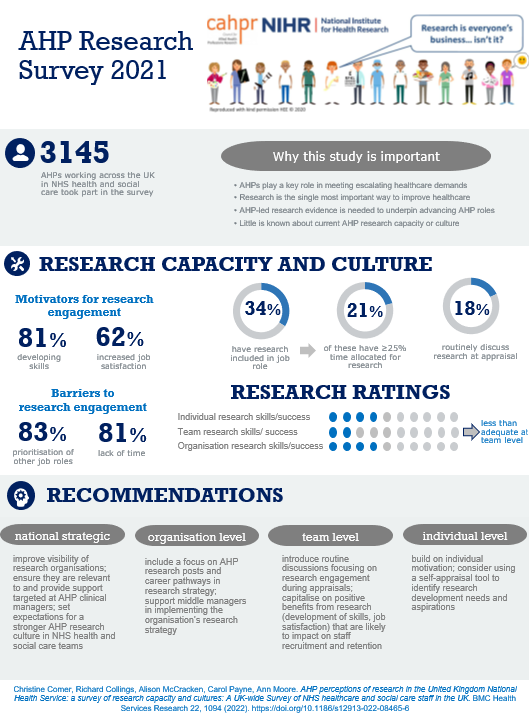 AHP Research
Survey 2021
cahpr
Professions Research
NIHR | National Institute
for Health Research
Research is everyone's
business... isn't it?
Reproduced with kind permission HEE © 2020
3145
AHPs working across the UK
in NHS health and social
care took part in the survey
Why this study is important
• AHPs play a key role in meeting escalating healthcare demands
• Research is the single most important way to improve healthcare
• AHP-led research evidence is needed to underpin advancing AHP roles
• Little is known about current AHP research capacity or culture
RESEARCH CAPACITY AND CULTURE
Motivators for research
engagement
81%
developing
skills
62%
increased job
satisfaction
34%
have research
included in job
role
21%
of these have ≥25%
time allocated for
research
18%
routinely discuss
research at appraisal
Barriers to
research engagement
83%
prioritisation of
other job roles
81%
lack of time
RESEARCH RATINGS
Individual research skills/success
Team research skills/ success
Organisation research skills/success
less than
adequate at
team level
RECOMMENDATIONS
national strategic
improve visibility of
research organisations;
ensure they are relevant
to and provide support
targeted at AHP clinical
managers; set
expectations for a
stronger AHP research
culture in NHS health and
social care teams
organisation level
include a focus on AHP
research posts and
career pathways in
research strategy;
support middle managers
in implementing the
organisation's research
strategy
team level
introduce routine
discussions focusing on
research engagement
during appraisals;
capitalise on positive
benefits from research
(development of skills, job
satisfaction) that are likely
to impact on staff
recruitment and retention
individual level
build on individual
motivation; consider using
a self-appraisal tool to
identify research
development needs and
aspirations
Christine Comer, Richard Collings, Alison McCracken, Carol Payne, Ann Moore. AHP perceptions of research in the United Kingdom National
Health Service: a survey of research capacity and cultures: A UK-wide Survey of NHS healthcare and social care staff in the UK. BMC Health
Services Research 22, 1094 (2022). https://doi.org/10.1186/s12913-022-08465-6